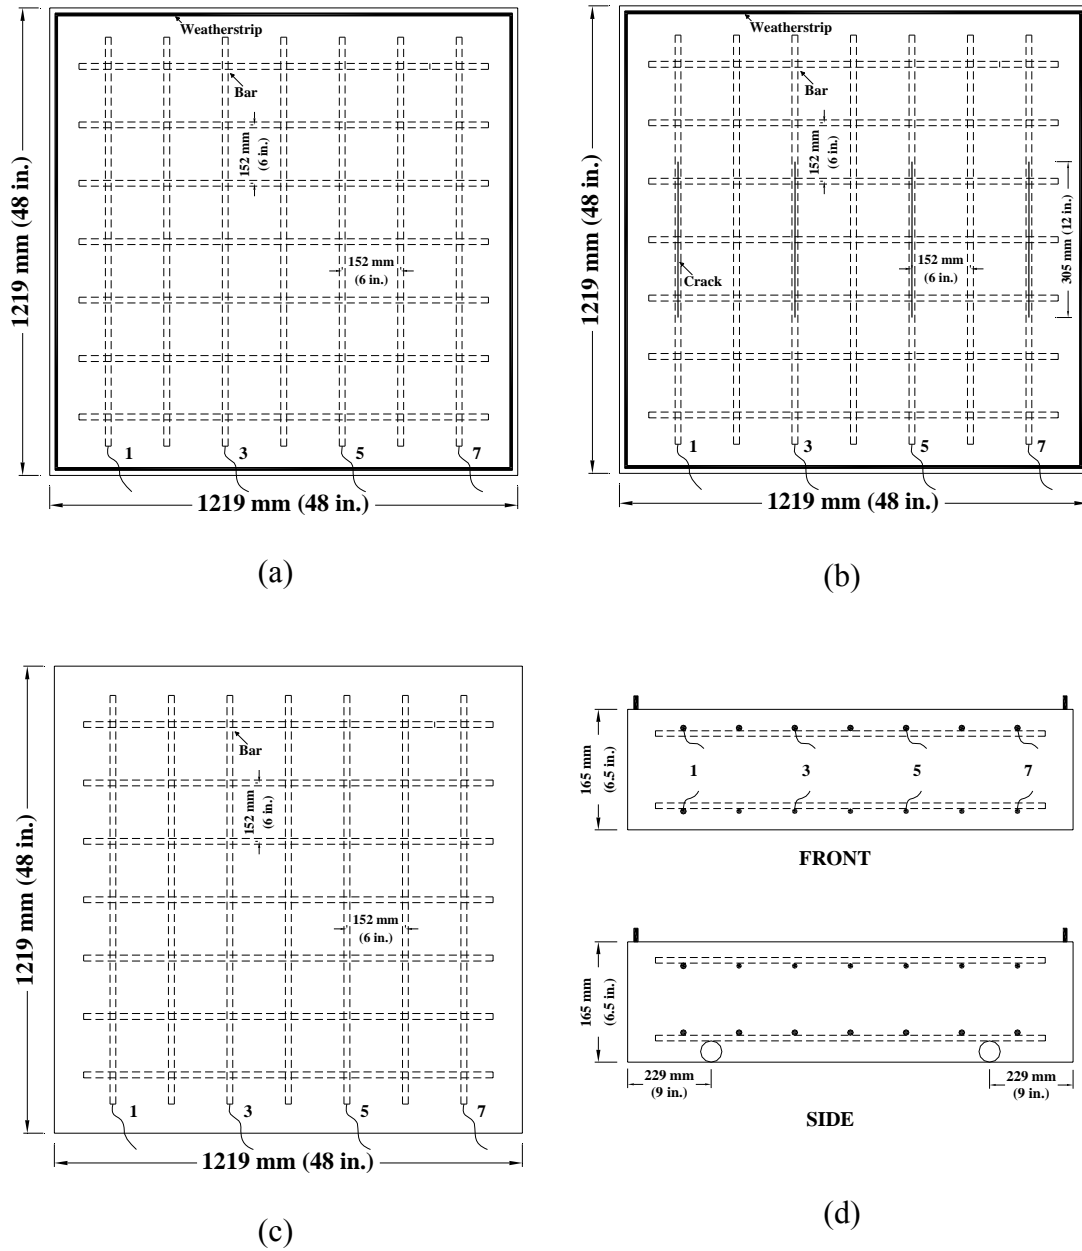 Weatherstrip
Bar
152 mm
(6 in.)
152 mm
(6 in.)
1219 mm (48 in.)
1 3 5 7
1219 mm (48 in.)
(a)
Weatherstrip
Bar
152 mm
(6 in.)
305 mm (12 in.)
152 mm
(6 in.)
Crack
1219 mm (48 in.)
1 3 5 7
1219 mm (48 in.)
(b)
Bar
152 mm
(6 in.)
152 mm
(6 in.)
1219 mm (48 in.)
1 3 5 7
1219 mm (48 in.)
(c)
165 mm
(6.5 in.)
1 3 5 7
FRONT
165 mm
(6.5 in.)
229 mm
(9 in.)
229 mm
(9 in.)
SIDE
(d)